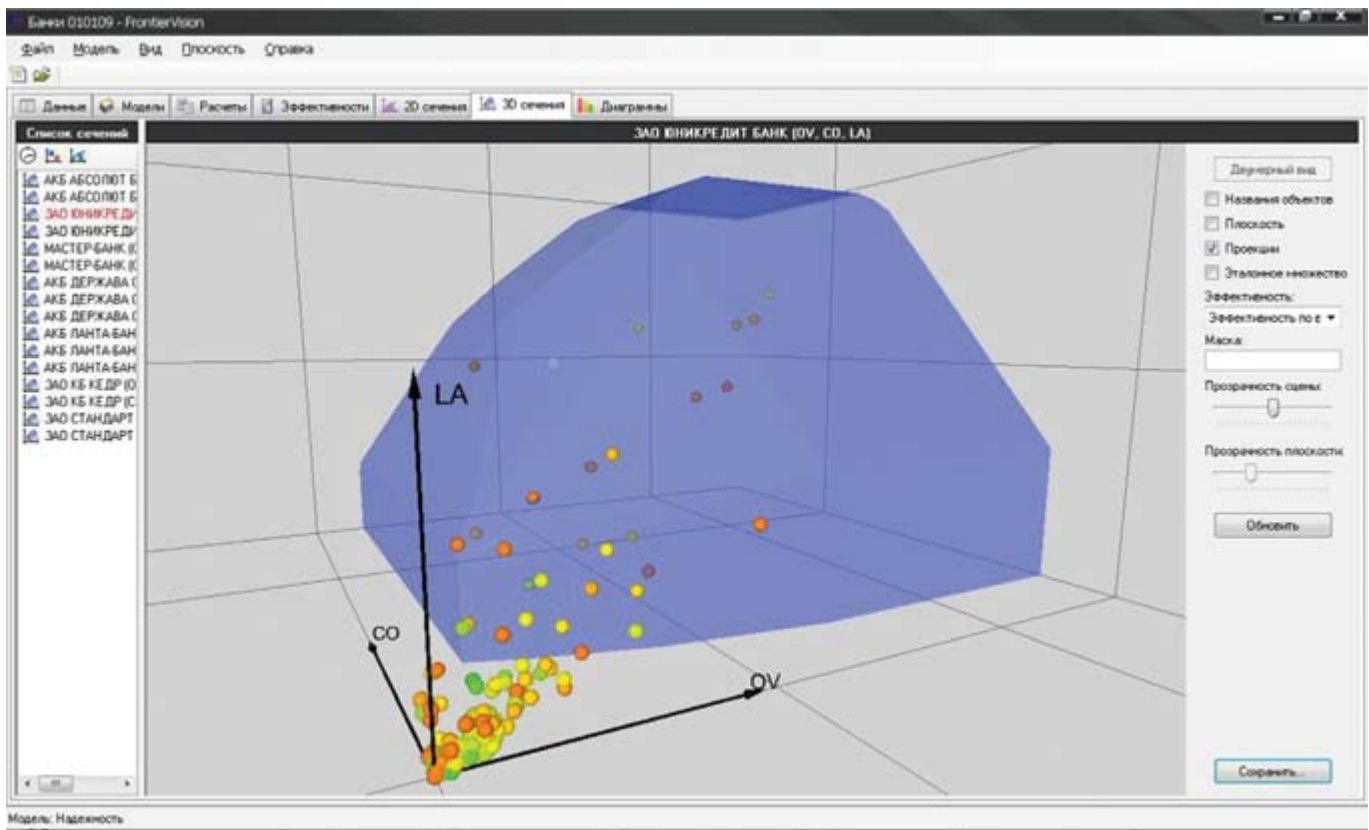 Банки 010109 - FrontierVision
Файл Модель Вид Плоскость Справка
Данные Модели Расчеты Эффективности 2D сечения 3D сечения Диаграммы
Список сечений
ЗАО ЮНИКРЕДИТ БАНК (OV, CO, LA)
АКБ АБСОЛЮТ Б
АКБ АБСОЛЮТ Б
ЗАО ЮНИКРЕДИ
ЗАО ЮНИКРЕДИ
МАСТЕР-БАНК (О
МАСТЕР-БАНК (С
АКБ ДЕРЖАВА О
АКБ ДЕРЖАВА О
АКБ ДЕРЖАВА О
АКБ ЛАНТА-БАН
АКБ ЛАНТА-БАН
АКБ ЛАНТА-БАН
ЗАО КБ КЕДР (О
ЗАО КБ КЕДР (С
ЗАО СТАНДАРТ
ЗАО СТАНДАРТ
LA
CO
OV
Двумерный вид
Названия объектов
Плоскость
Проекции
Эталонное множество
Эффективность:
Эффективность по в
Маска:
Прозрачность сцены:
Прозрачность плоскости:
Обновить
Сохранить...
Модель: Надежность